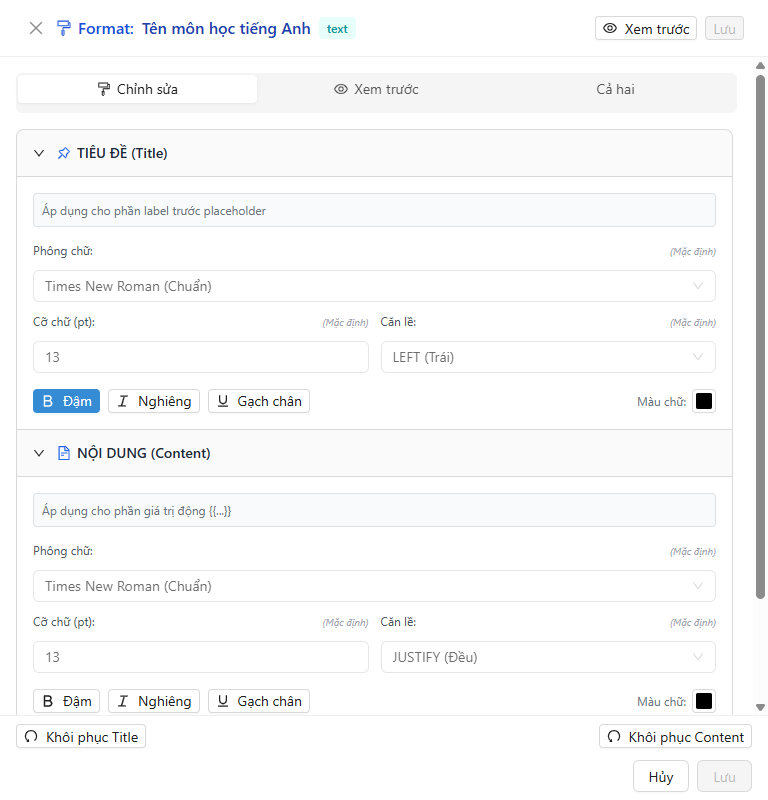 Format: Tên môn học tiếng Anh text Xem trước Lưu
Chỉnh sửa Xem trước Cả hai
TIÊU ĐỀ (Title)
Áp dụng cho phần label trước placeholder
Phông chữ: (Mặc định)
Times New Roman (Chuẩn)
Cỡ chữ (pt): (Mặc định) Căn lề: (Mặc định)
13 LEFT (Trái)
B Đậm I Nghiêng U Gạch chân Màu chữ:
NỘI DUNG (Content)
Áp dụng cho phần giá trị động {{...}}
Phông chữ: (Mặc định)
Times New Roman (Chuẩn)
Cỡ chữ (pt): (Mặc định) Căn lề: (Mặc định)
13 JUSTIFY (Đều)
B Đậm I Nghiêng U Gạch chân Màu chữ:
Khôi phục Title Khôi phục Content
Hủy Lưu